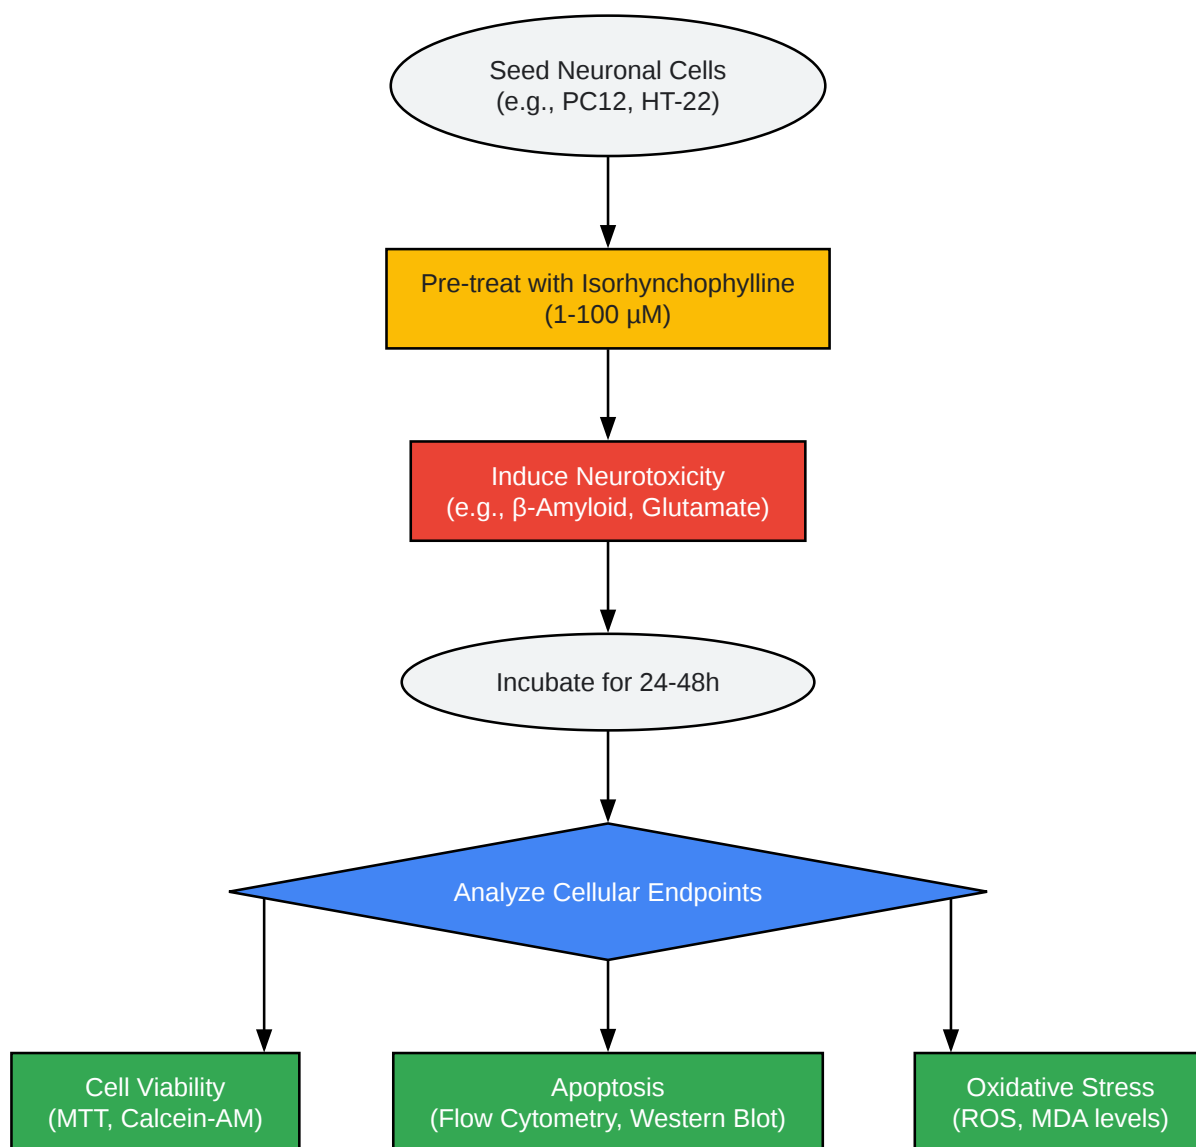 Seed Neuronal Cells
(e.g., PC12, HT-22)
Pre-treat with Isorhynchophylline
(1-100 µM)
Induce Neurotoxicity
(e.g., β-Amyloid, Glutamate)
Incubate for 24-48h
Analyze Cellular Endpoints
Cell Viability
(MTT, Calcein-AM)
Apoptosis
(Flow Cytometry, Western Blot)
Oxidative Stress
(ROS, MDA levels)